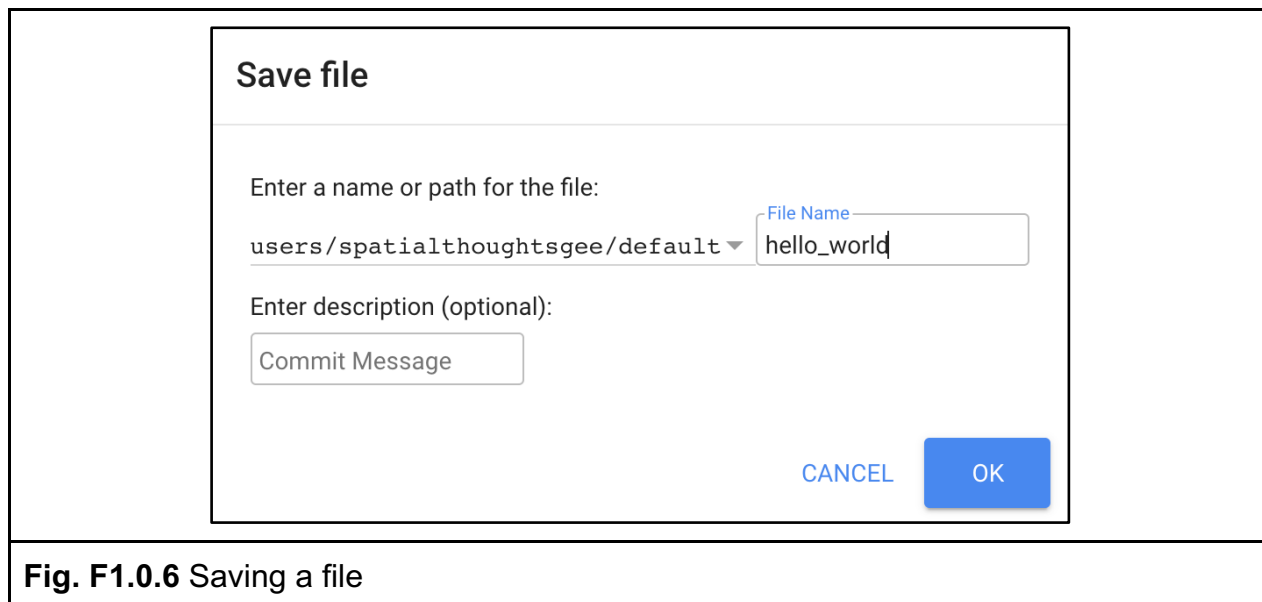 Save file
Enter a name or path for the file:
File Name
users/spatialthoughtsgee/default hello_world
Enter description (optional):
Commit Message
CANCEL OK
Fig. F1.0.6 Saving a file